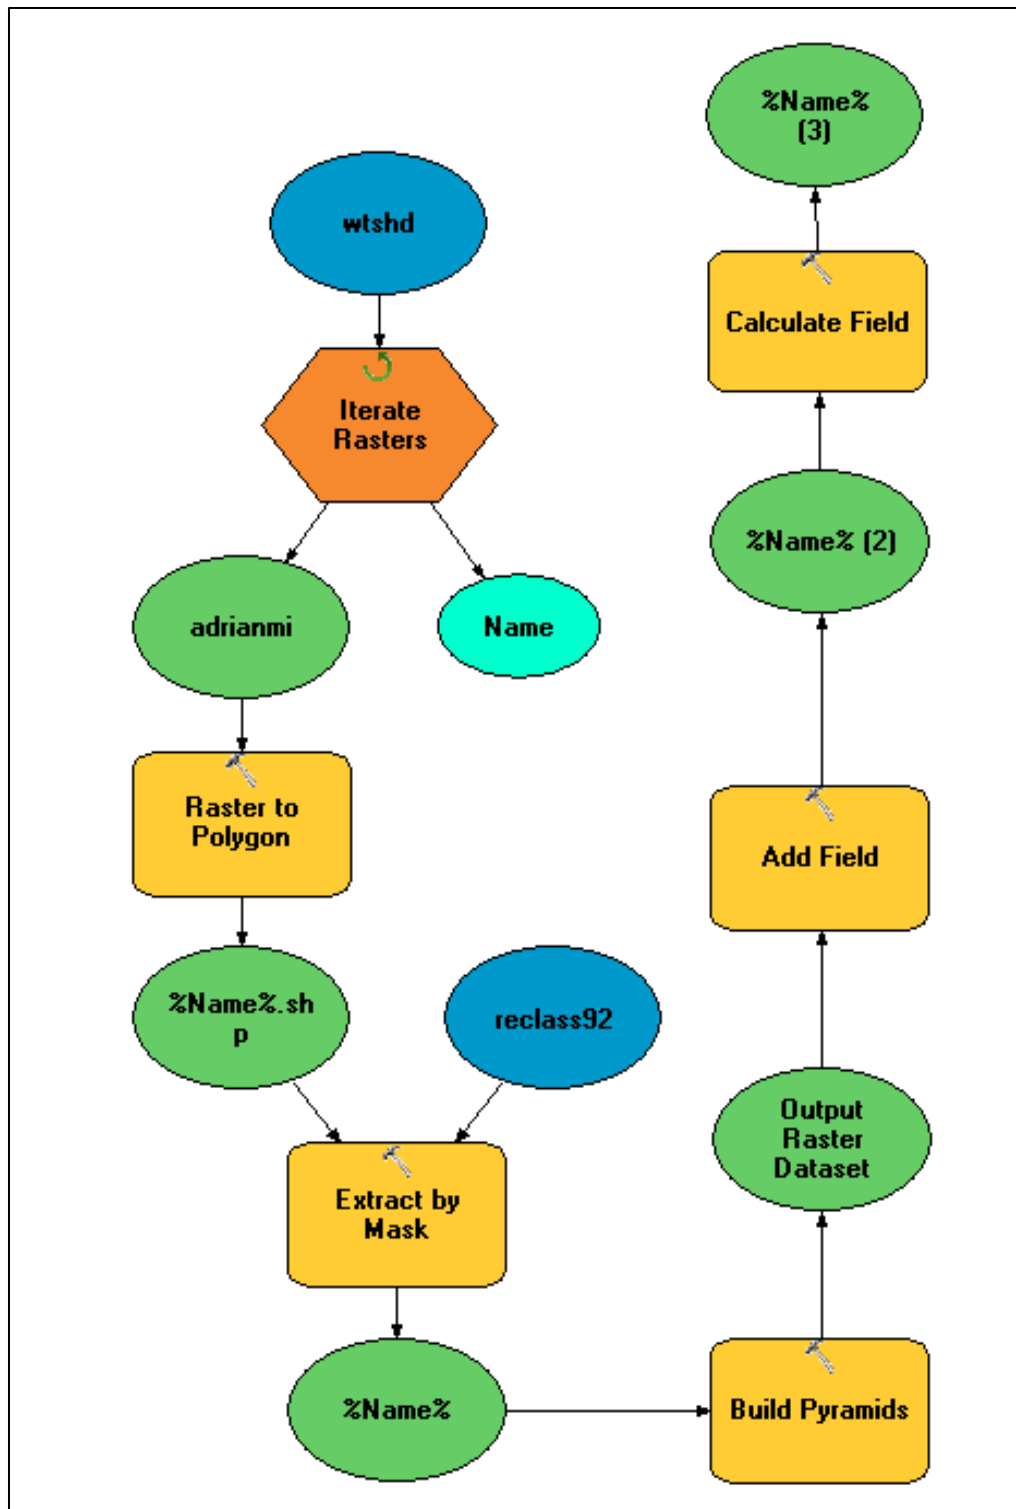 wtshd
Iterate
Rasters
adrianmi
Name
Raster to
Polygon
%Name%.sh
p
reclass92
Extract by
Mask
%Name%
Build Pyramids
Output
Raster
Dataset
Add Field
%Name% (2)
Calculate Field
%Name%
(3)